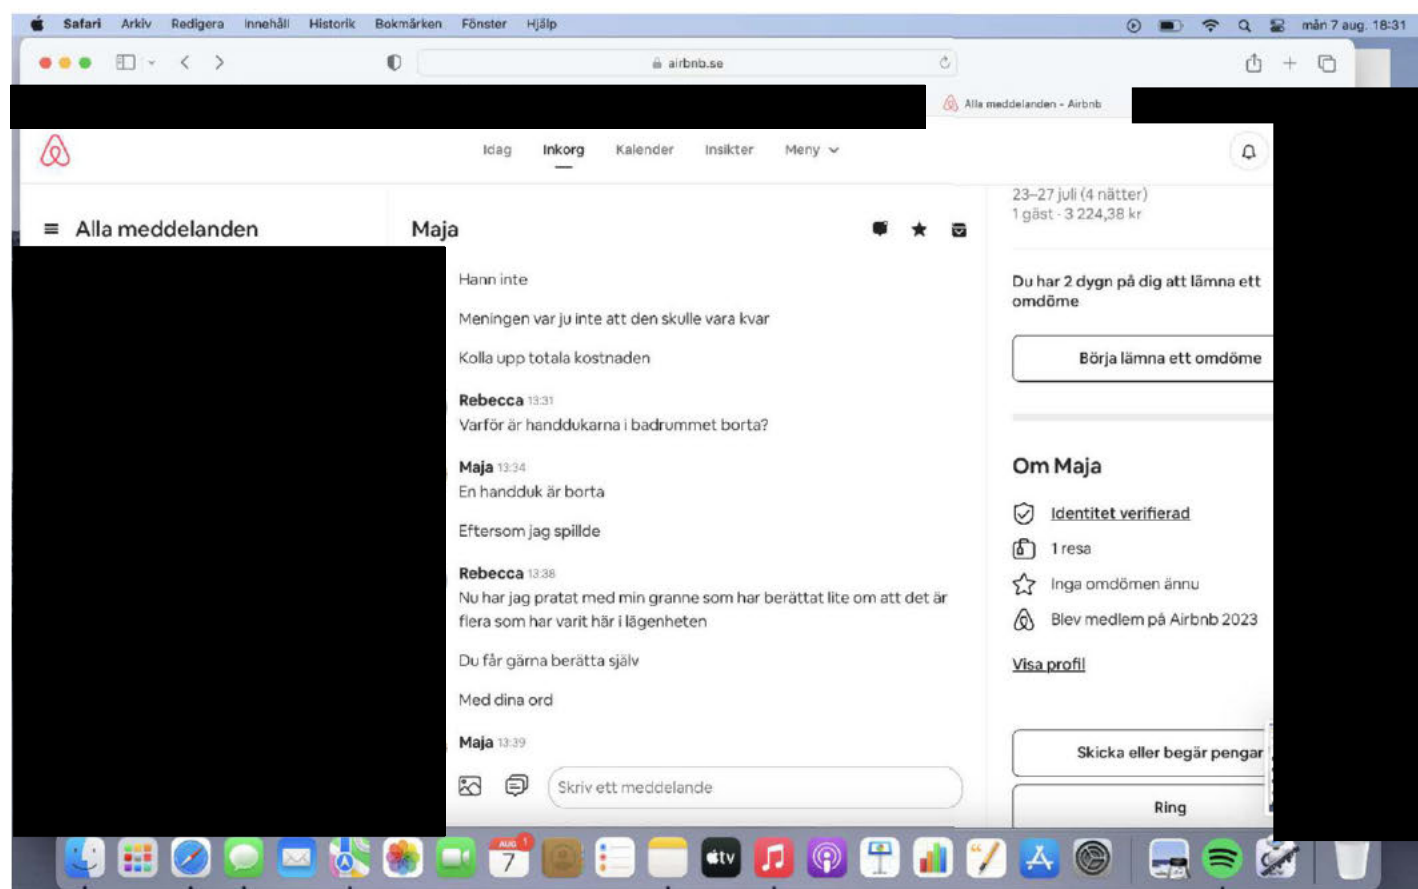 Safari Arkiv Redigera Innehåll Historik Bokmärken Fönster Hjälp mån 7 aug. 18:31
airbnb.se
Alla meddelanden - Airbnb
Idag Inkorg Kalender Insikter Meny
23–27 juli (4 nätter)
1 gäst · 3 224,38 kr
Alla meddelanden
Maja
Hann inte
Meningen var ju inte att den skulle vara kvar
Kolla upp totala kostnaden
Rebecca 13:31
Varför är handdukarna i badrummet borta?
Maja 13:34
En handduk är borta
Eftersom jag spillde
Rebecca 13:38
Nu har jag pratat med min granne som har berättat lite om att det är
flera som har varit här i lägenheten
Du får gärna berätta själv
Med dina ord
Maja 13:39
Skriv ett meddelande
Du har 2 dygn på dig att lämna ett
omdöme
Börja lämna ett omdöme
Om Maja
Identitet verifierad
1 resa
Inga omdömen ännu
Blev medlem på Airbnb 2023
Visa profil
Skicka eller begär pengar
Ring
AUG 1
7
tv